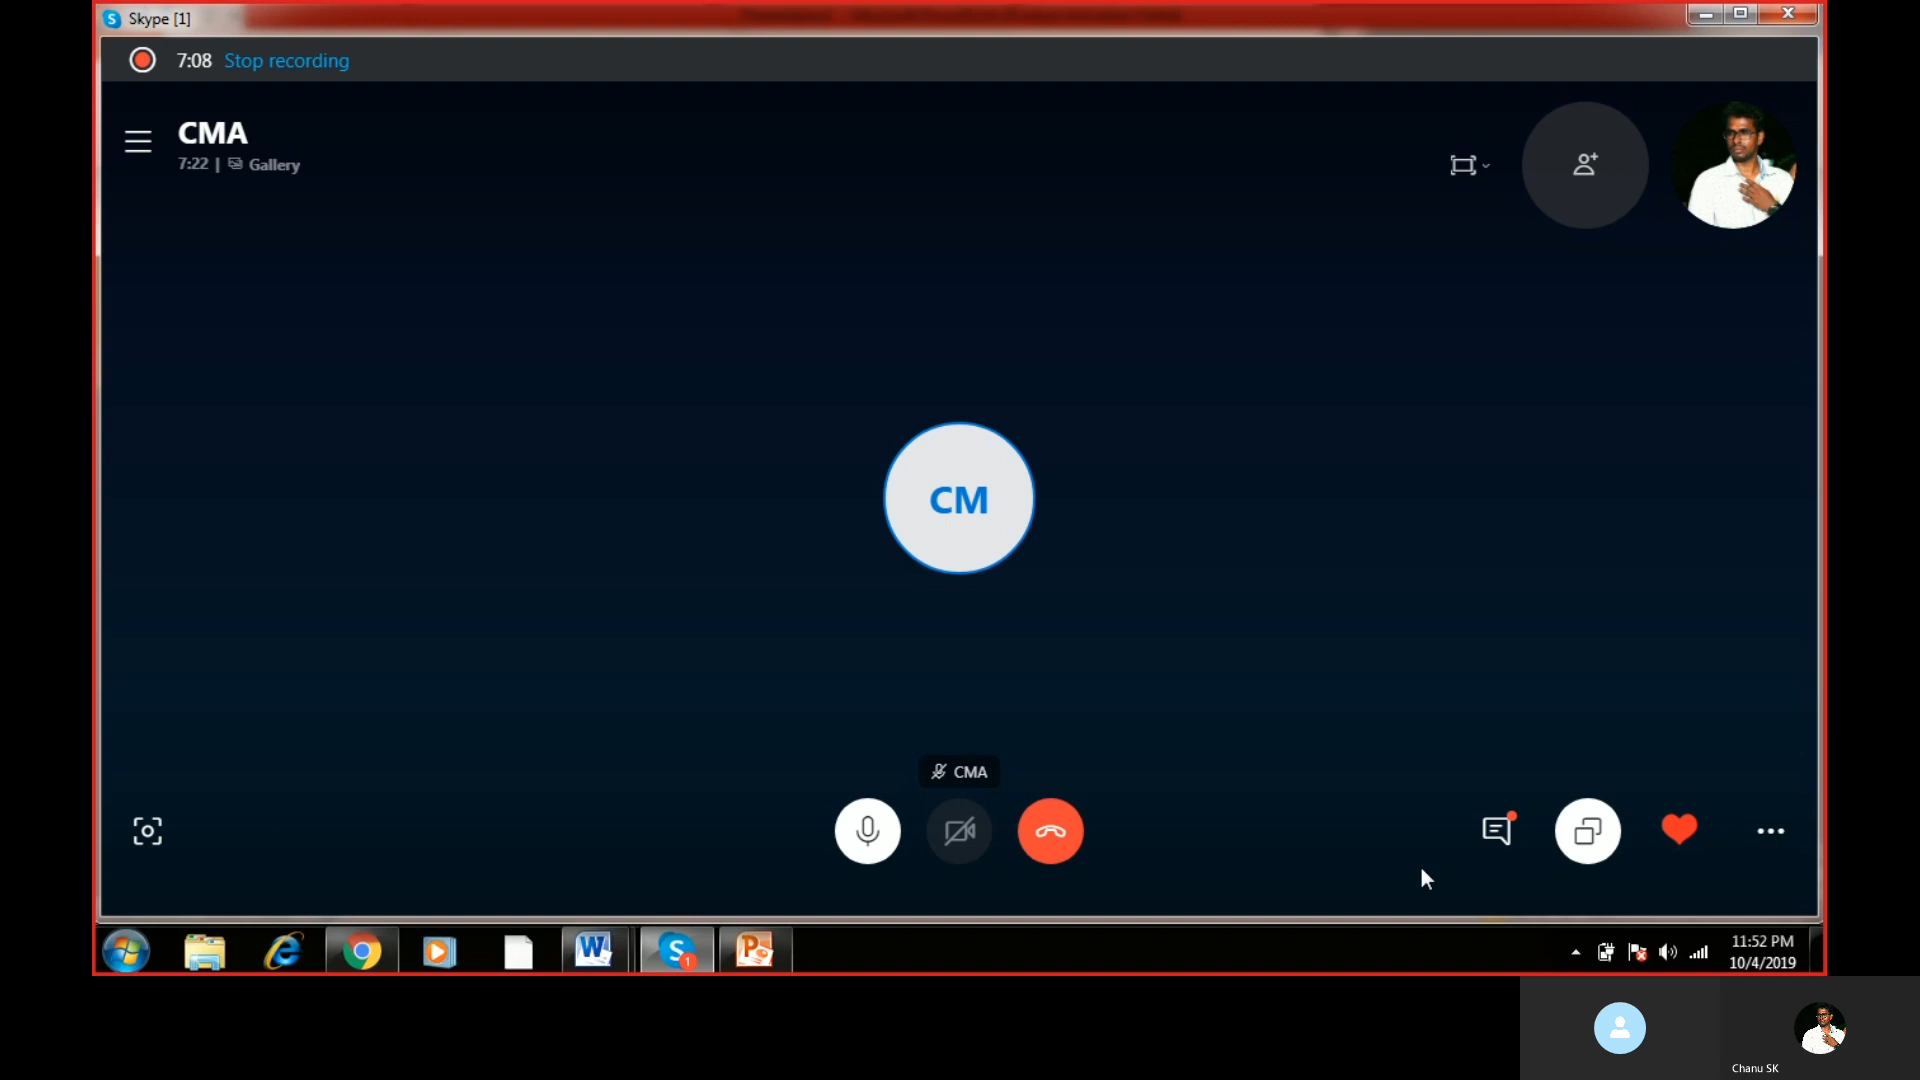 Skype [1]
7:08 Stop recording
CMA
7:22 | Gallery
CM
CMA
1
11:52 PM
10/4/2019
Chanu SK